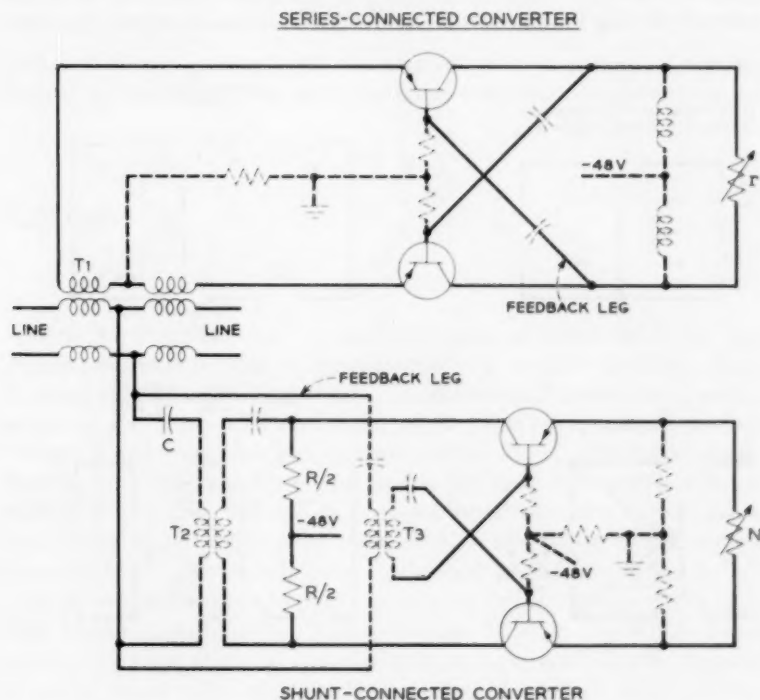 SERIES-CONNECTED CONVERTER
-48V
Γ
T1
FEEDBACK LEG
LINE LINE
FEEDBACK LEG
C
R/2
T2 -48V T3 N
-48V
R/2
SHUNT-CONNECTED CONVERTER